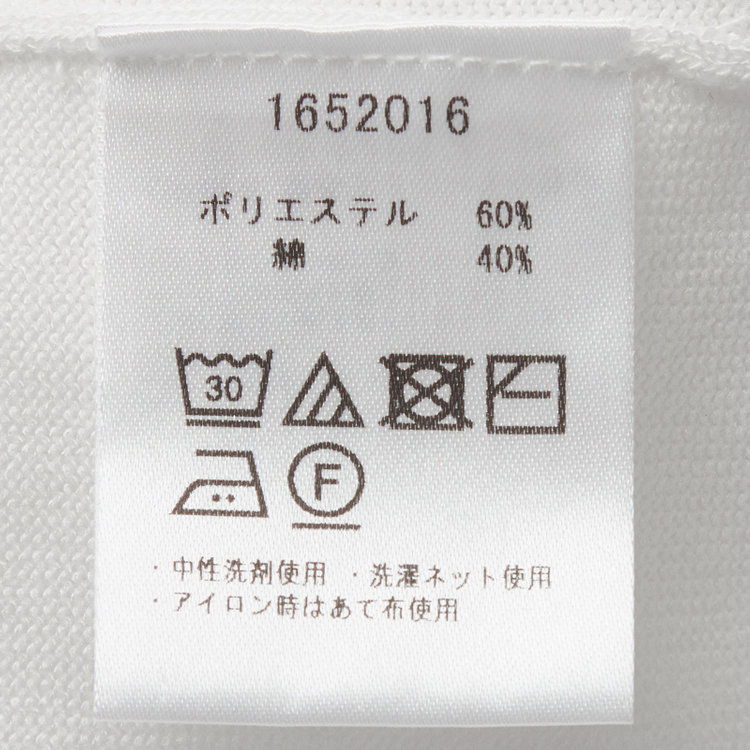 1652016
ポリエステル 60%
綿 40%
30
F
・中性洗剤使用 ・洗濯ネット使用
・アイロン時はあて布使用